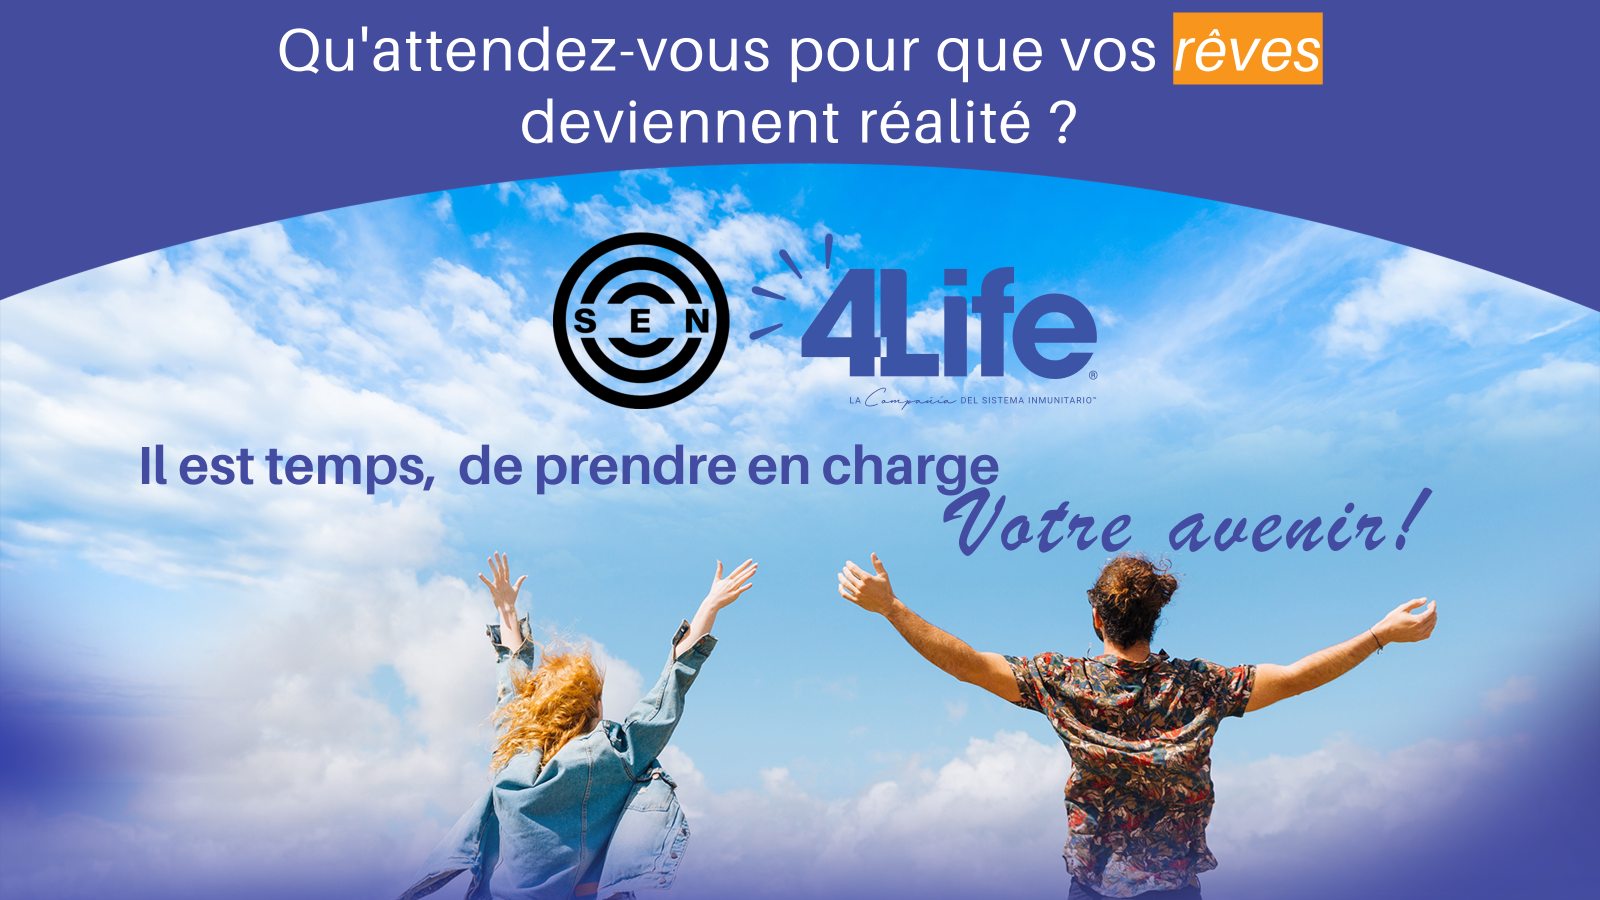 Qu'attendez-vous pour que vos rêves
deviennent réalité ?
S E N
4Life®
LA Compañía DEL SISTEMA INMUNITARIO™
Il est temps,  de prendre en charge
Votre avenir!